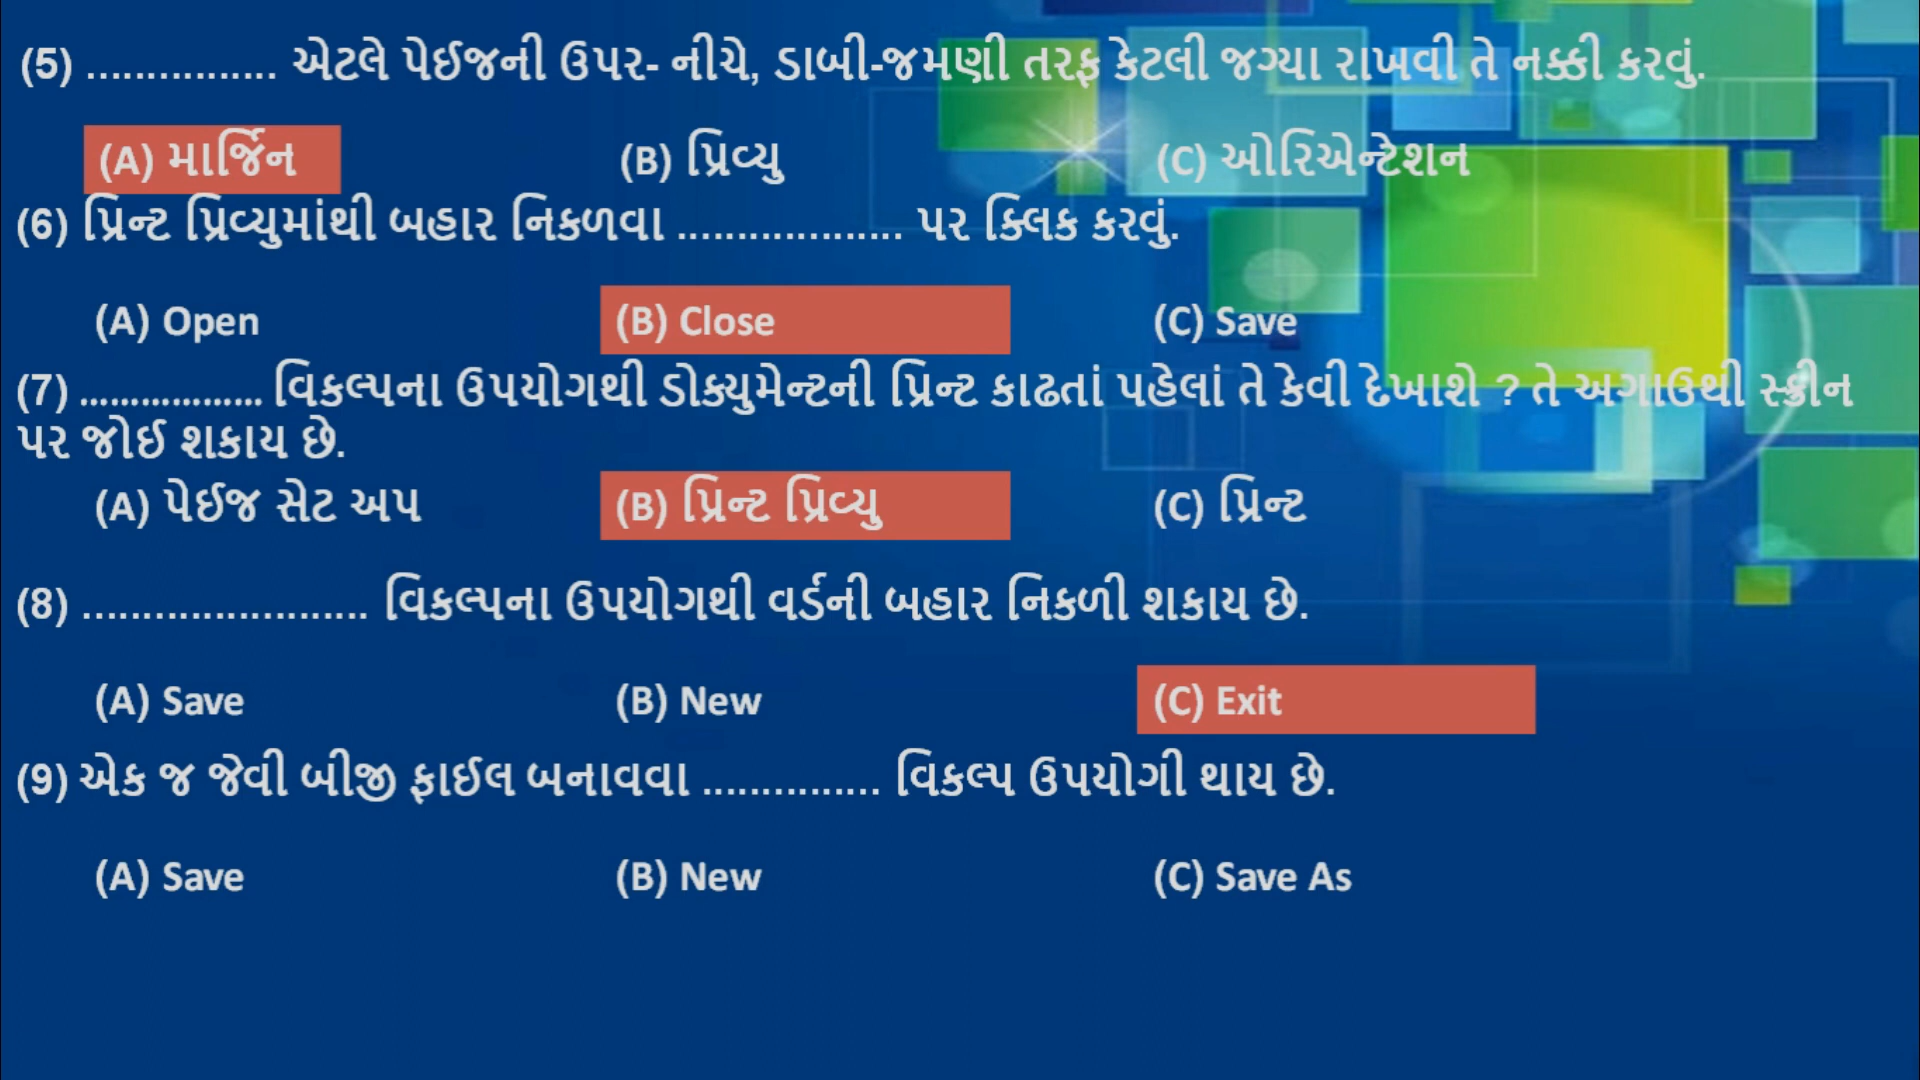 (5) ................ એટલે પેઈજની ઉપર- નીચે, ડાબી-જમણી તરફ કેટલી જગ્યા રાખવી તે નક્કી કરવું.
(A) માર્જિન (B) પ્રિવ્યુ (C) ઓરિએન્ટેશન
(6) પ્રિન્ટ પ્રિવ્યુમાંથી બહાર નિકળવા ................... પર ક્લિક કરવું.
(A) Open (B) Close (C) Save
(7) .................. વિકલ્પના ઉપયોગથી ડોક્યુમેન્ટની પ્રિન્ટ કાઢતાં પહેલાં તે કેવી દેખાશે ? તે અગાઉથી સ્ક્રીન
પર જોઈ શકાય છે.
(A) પેઈજ સેટ અપ (B) પ્રિન્ટ પ્રિવ્યુ (C) પ્રિન્ટ
(8) ........................ વિકલ્પના ઉપયોગથી વર્ડની બહાર નિકળી શકાય છે.
(A) Save (B) New (C) Exit
(9) એક જ જેવી બીજી ફાઈલ બનાવવા ............... વિકલ્પ ઉપયોગી થાય છે.
(A) Save (B) New (C) Save As